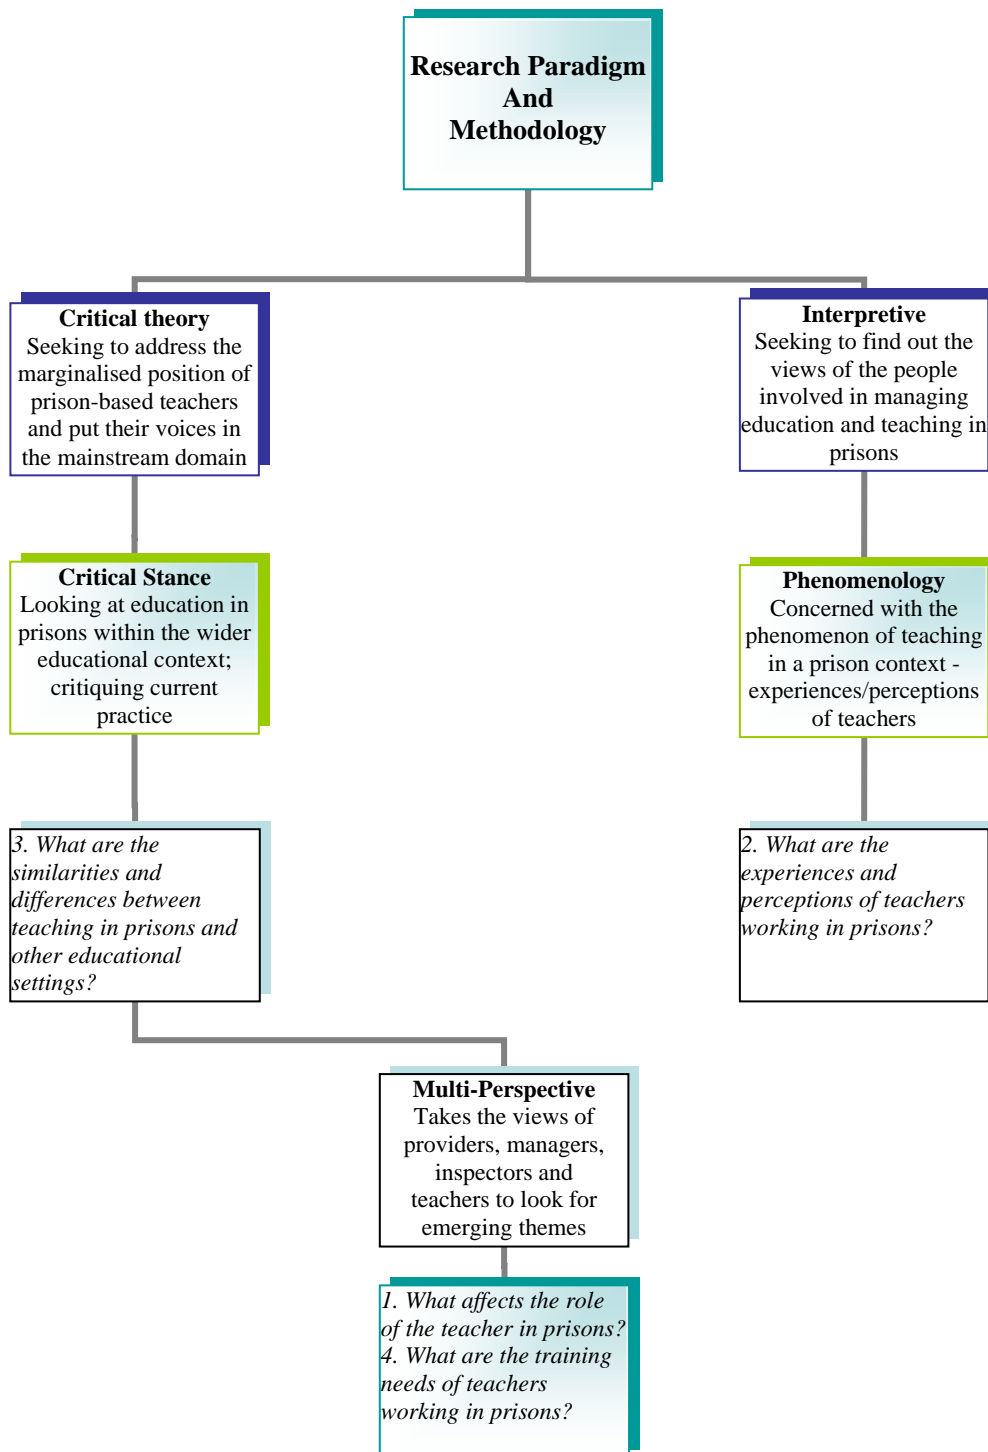 Research Paradigm
And
Methodology
Critical theory
Seeking to address the
marginalised position of
prison-based teachers
and put their voices in
the mainstream domain
Interpretive
Seeking to find out the
views of the people
involved in managing
education and teaching in
prisons
Critical Stance
Looking at education in
prisons within the wider
educational context;
critiquing current
practice
Phenomenology
Concerned with the
phenomenon of teaching
in a prison context -
experiences/perceptions
of teachers
3. What are the
similarities and
differences between
teaching in prisons and
other educational
settings?
2. What are the
experiences and
perceptions of teachers
working in prisons?
Multi-Perspective
Takes the views of
providers, managers,
inspectors and
teachers to look for
emerging themes
1. What affects the role
of the teacher in prisons?
4. What are the training
needs of teachers
working in prisons?